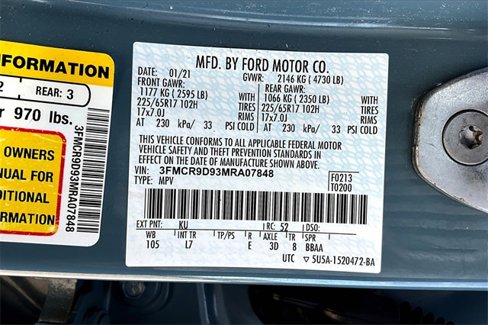 NFORMATION
2
REAR: 3
r 970 lbs.
OWNERS
NUAL FOR
DITIONAL
ORMATION
3FMCR9D93MRA07848
MFD. BY FORD MOTOR CO.
DATE: 01/21 GVWR: 2146 KG ( 4730 LB)
FRONT GAWR: REAR GAWR:
1177 KG ( 2595 LB) 1066 KG ( 2350 LB)
225/65R17 102H TIRES 225/65R17 102H TIRES
17x7.0J RIMS 17x7.0J RIMS
AT 230 kPa/ 33 PSI COLD AT 230 kPa/ 33 PSI COLD
THIS VEHICLE CONFORMS TO ALL APPLICABLE FEDERAL MOTOR
VEHICLE SAFETY AND THEFT PREVENTION STANDARDS IN
EFFECT ON THE DATE OF MANUFACTURE SHOWN ABOVE.
VIN: 3FMCR9D93MRA07848
TYPE: MPV
F0213
T0200
EXT PNT: KU RC: 52 DSO:
WB INT TR TP/PS R AXLE TR SPR
105 L7 E 3D 8 BBAA
UTC 5U5A-1520472-BA